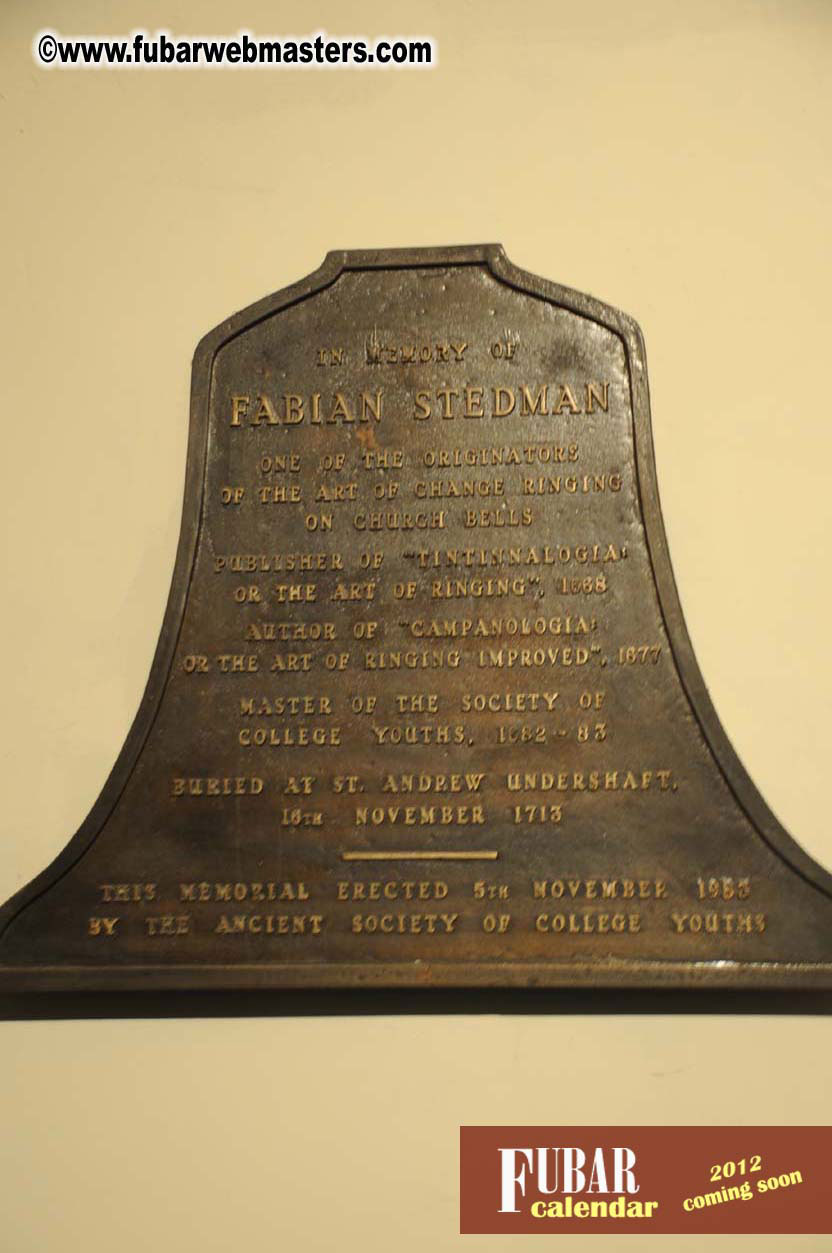 ©www.fubarwebmasters.com
IN MEMORY OF
FABIAN STEDMAN
ONE OF THE ORIGINATORS
OF THE ART OF CHANGE RINGING
ON CHURCH BELLS
PUBLISHER OF "TINTINNALOGIA:
OR THE ART OF RINGING", 1668
AUTHOR OF "CAMPANOLOGIA:
OR THE ART OF RINGING IMPROVED", 1677
MASTER OF THE SOCIETY OF
COLLEGE YOUTHS, 1682 - 83
BURIED AT ST. ANDREW UNDERSHAFT,
16TH NOVEMBER 1713
THIS MEMORIAL ERECTED 5TH NOVEMBER 1983
BY THE ANCIENT SOCIETY OF COLLEGE YOUTHS
FUBAR
calendar
2012
coming soon